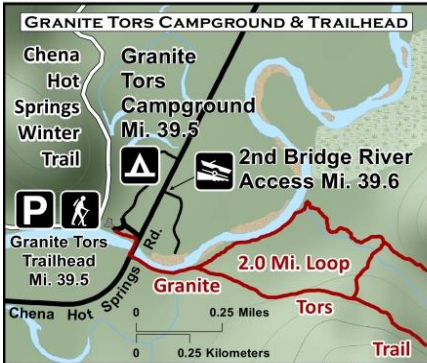 GRANITE TORS CAMPGROUND & TRAILHEAD
Chena
Hot
Springs
Winter
Trail
Granite
Tors
Campground
Mi. 39.5
2nd Bridge River
Access Mi. 39.6
P
Granite Tors
Trailhead
Mi. 39.5
2.0 Mi. Loop
Granite
Tors
Trail
Chena Hot Springs Rd.
0 0.25 Miles
0 0.25 Kilometers